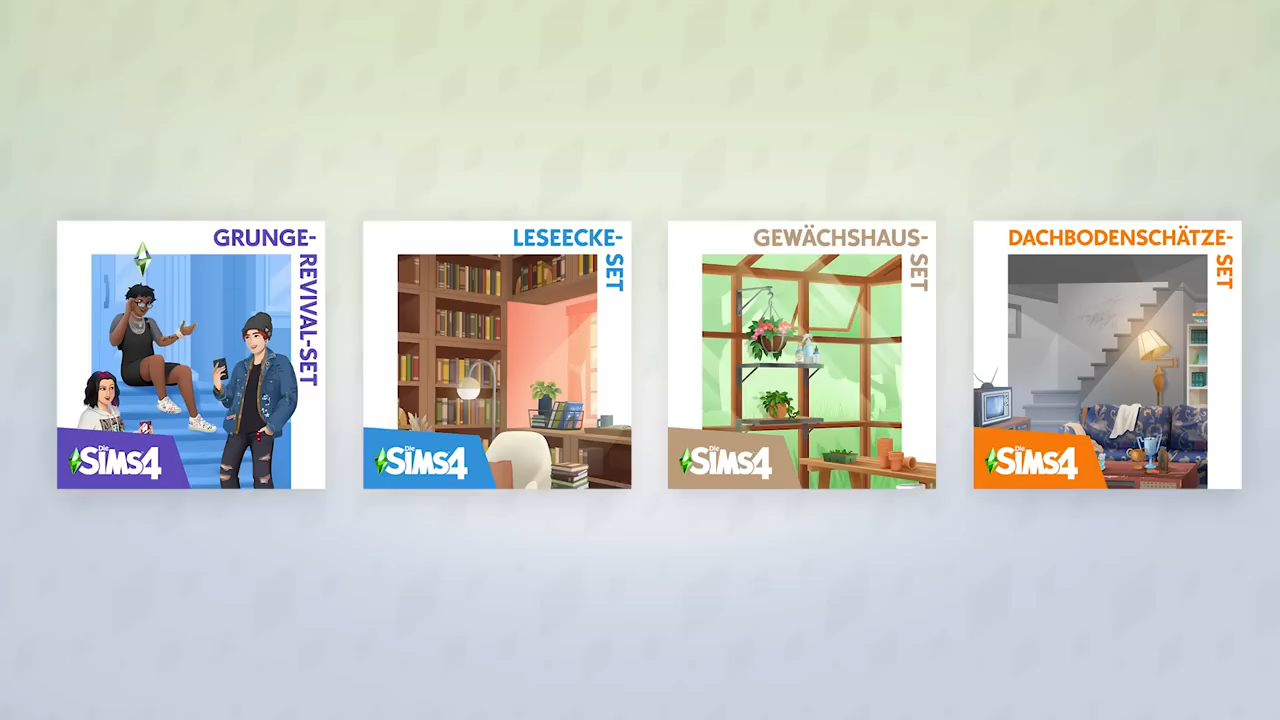 GRUNGE-
REVIVAL-SET
Die
SIMS4
LESEECKE-
SET
Die
SIMS4
GEWÄCHSHAUS-
SET
Die
SIMS4
DACHBODENSCHÄTZE-
SET
Die
SIMS4